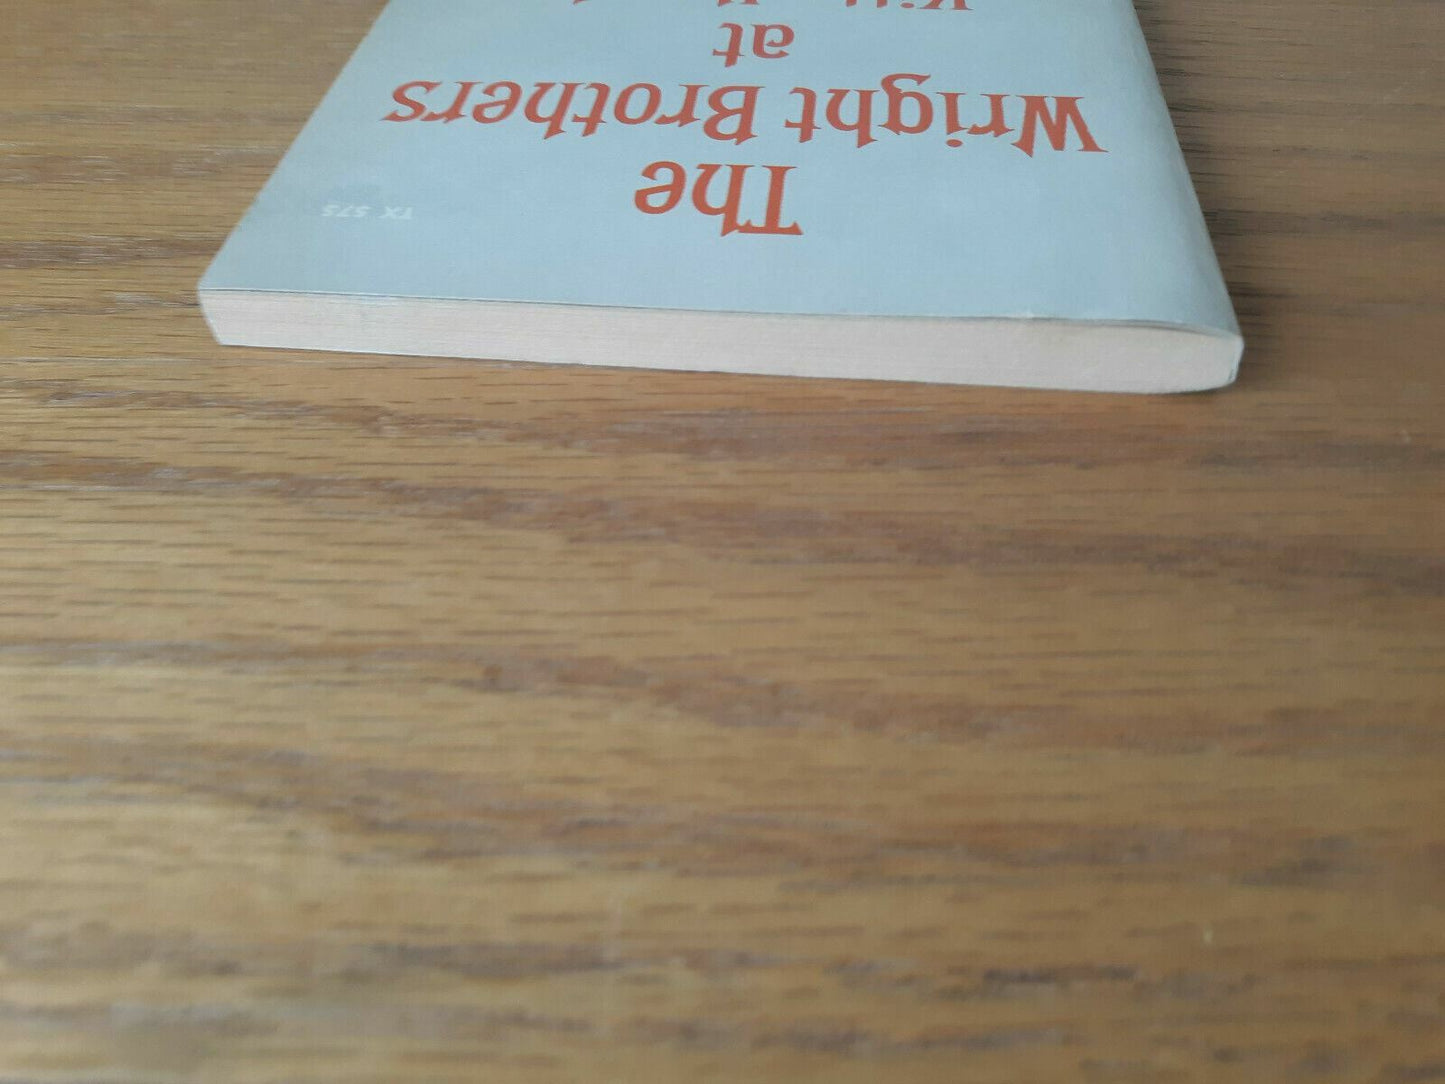 TX 575
The
Wright Brothers
at